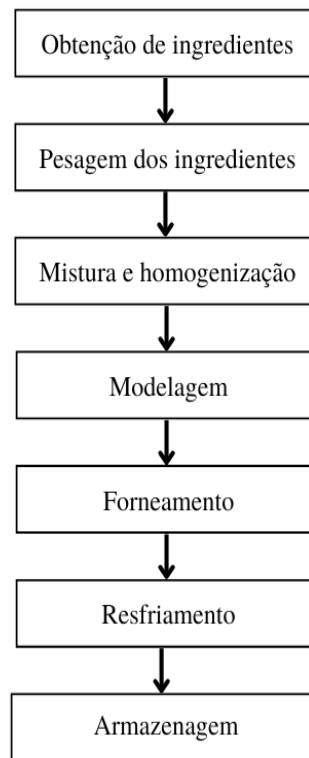 Obtenção de ingredientes
Pesagem dos ingredientes
Mistura e homogenização
Modelagem
Forneamento
Resfriamento
Armazenagem